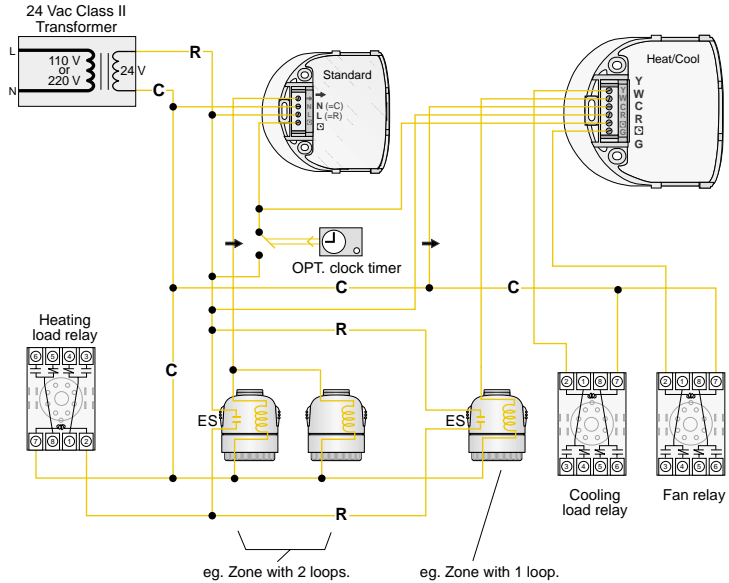 24 Vac Class II
Transformer
L
110 V
or
220 V
24 V
N
R
C
Standard
N
L
N (=C)
L (=R)
Heat/Cool
Y
W
C
R
G
Y
W
C
R
G
OPT. clock timer
C
C
R
C
Heating
load relay
6
5
4
3
7
8
1
2
ES
ES
2
1
8
7
3
4
5
6
2
1
8
7
3
4
5
6
Cooling
load relay
Fan relay
R
eg. Zone with 2 loops.
eg. Zone with 1 loop.